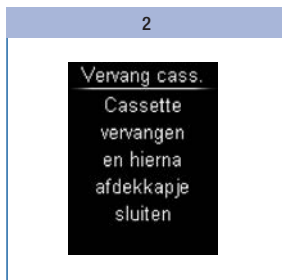 2
Vervang cass.
Cassette
vervangen
en hierna
afdekkapje
sluiten